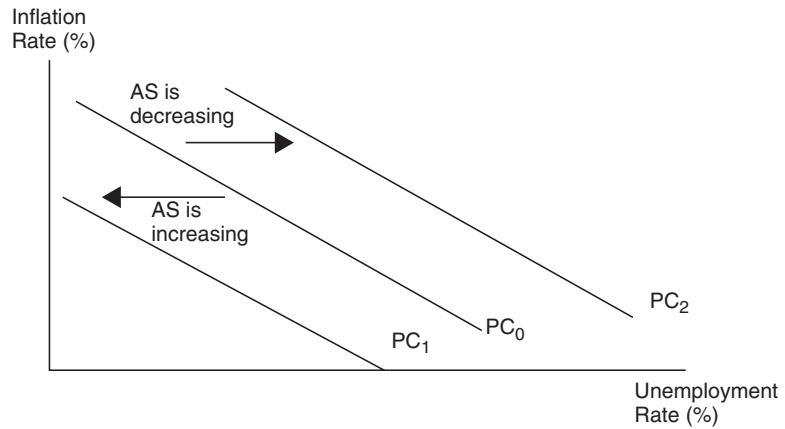 Inflation
Rate (%)
AS is
decreasing
AS is
increasing
PC2
PC0
PC1
Unemployment
Rate (%)